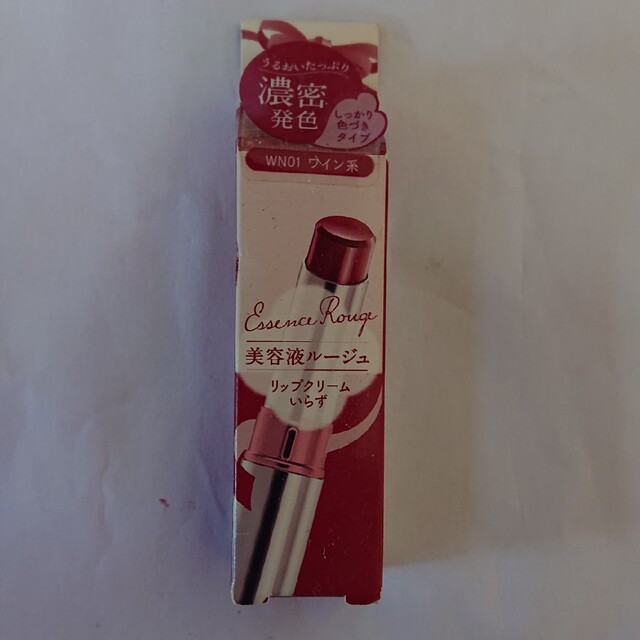 うるおいたっぷり
濃密
発色
しっかり
色づき
タイプ
WN01 ワイン系
Essence Rouge
美容液ルージュ
リップクリーム
いらず